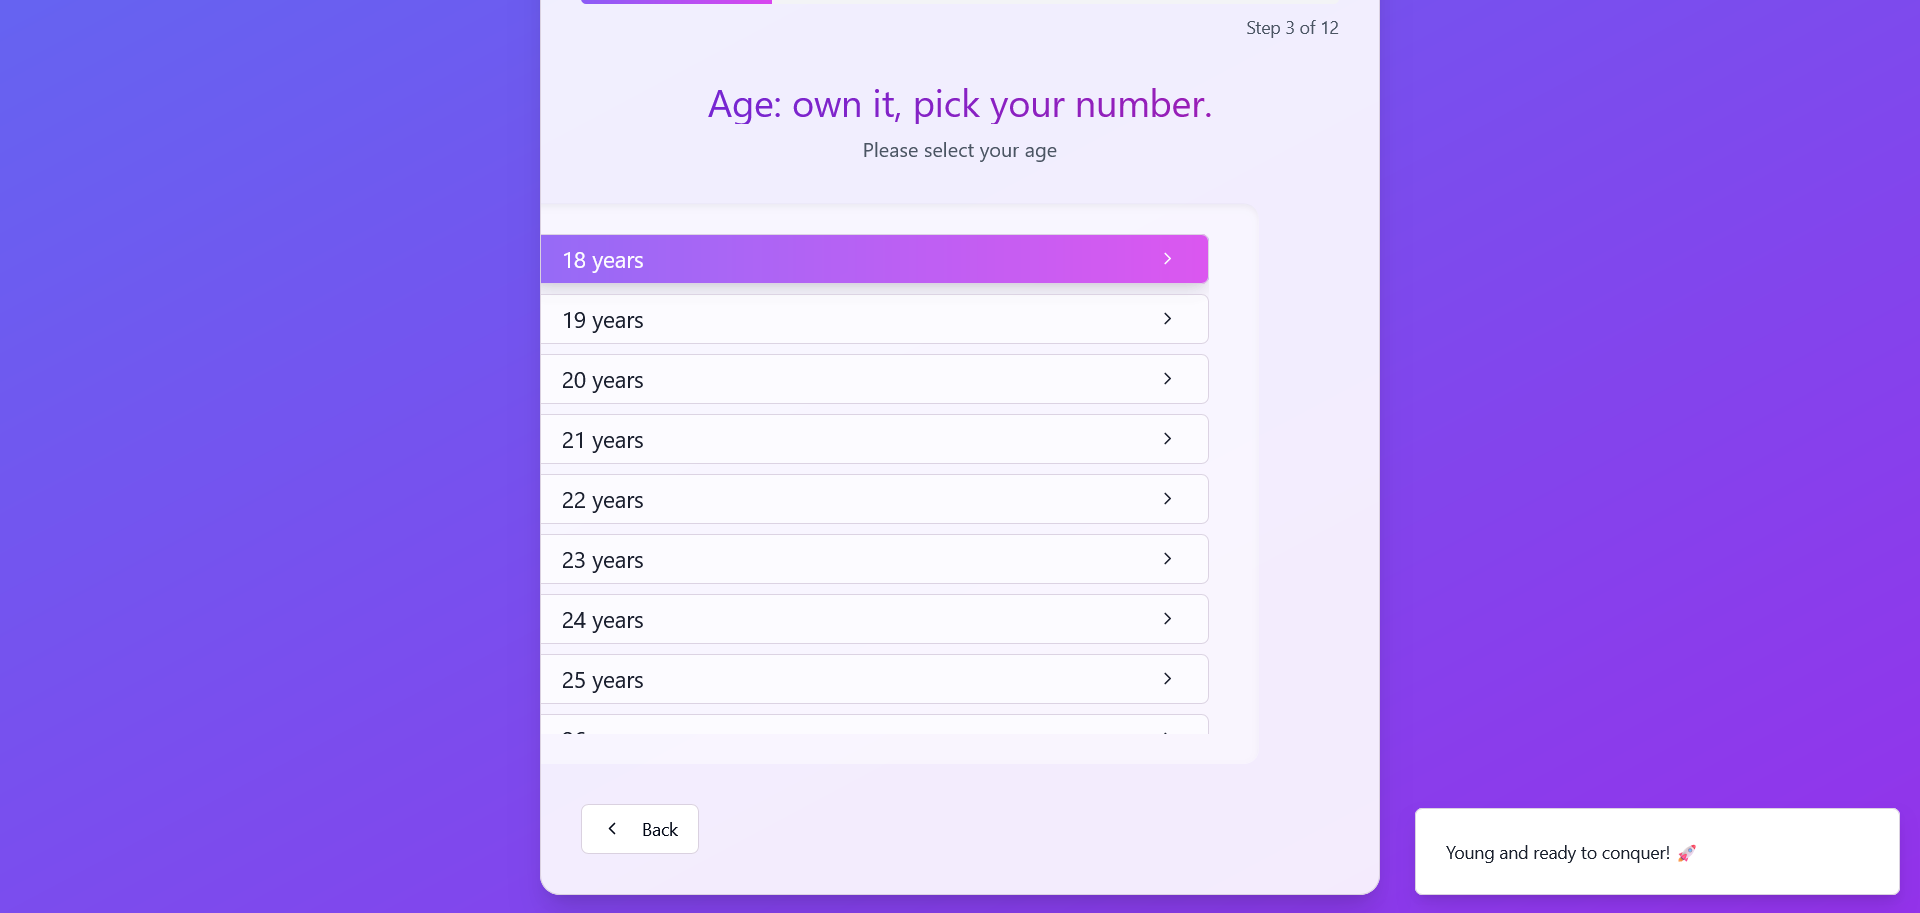 Step 3 of 12
Age: own it, pick your number.
Please select your age
18 years
19 years
20 years
21 years
22 years
23 years
24 years
25 years
Back
Young and ready to conquer! 🚀